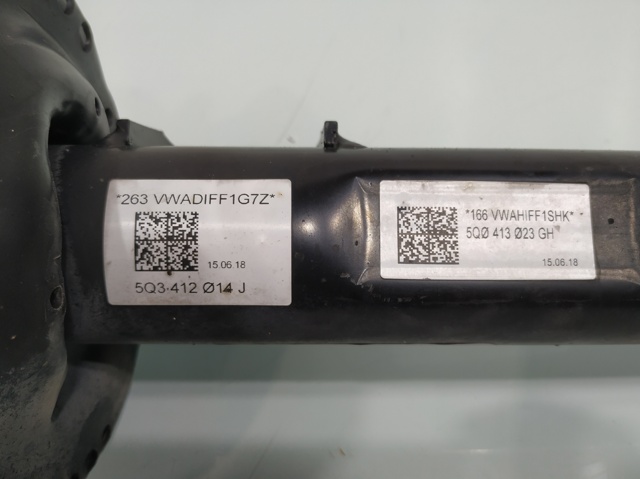 *263 VWADIFF1G7Z*
15.06.18
5Q3 412 Ø14 J
*166 VWAHIFF1SHK*
5QØ 413 Ø23 GH
15.06.18